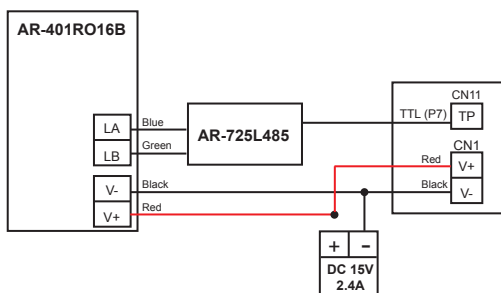 AR-401RO16B
LA
LB
V-
V+
Blue
Green
Black
Red
AR-725L485
TTL (P7)
CN11
TP
CN1
Red
V+
Black
V-
+ -
DC 15V
2.4A